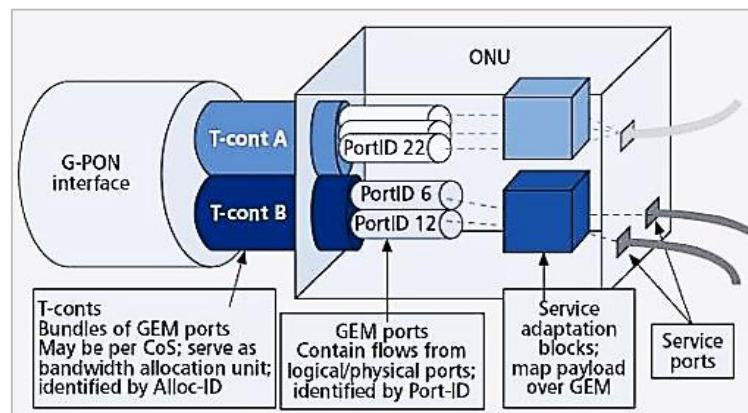 ONU
G-PON
interface
T-cont A
T-cont B
PortID 22
PortID 6
PortID 12
T-conts
Bundles of GEM ports
May be per CoS; serve as
bandwidth allocation unit;
identified by Alloc-ID
GEM ports
Contain flows from
logical/physical ports;
identified by Port-ID
Service
adaptation
blocks;
map payload
over GEM
Service
ports